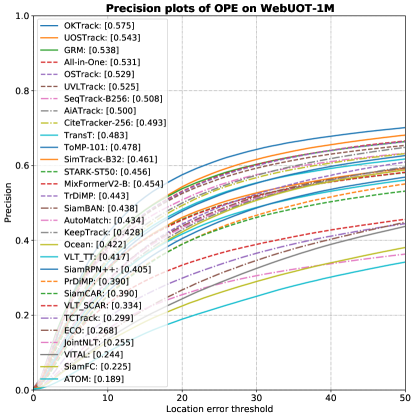 Precision plots of OPE on WebUOT-1M
1.0
0.8
0.6
0.4
0.2
0.0
Precision
OKTrack: [0.575]
UOSTrack: [0.543]
GRM: [0.538]
All-in-One: [0.531]
OSTrack: [0.529]
UVLTrack: [0.525]
SeqTrack-B256: [0.508]
AiATrack: [0.500]
CiteTracker-256: [0.493]
TransT: [0.483]
ToMP-101: [0.478]
SimTrack-B32: [0.461]
STARK-ST50: [0.456]
MixFormerV2-B: [0.454]
TrDiMP: [0.443]
SiamBAN: [0.438]
AutoMatch: [0.434]
KeepTrack: [0.428]
Ocean: [0.422]
VLT_TT: [0.417]
SiamRPN++: [0.405]
PrDiMP: [0.390]
SiamCAR: [0.390]
VLT_SCAR: [0.334]
TCTrack: [0.299]
ECO: [0.268]
JointNLT: [0.255]
VITAL: [0.244]
SiamFC: [0.225]
ATOM: [0.189]
0 10 20 30 40 50
Location error threshold